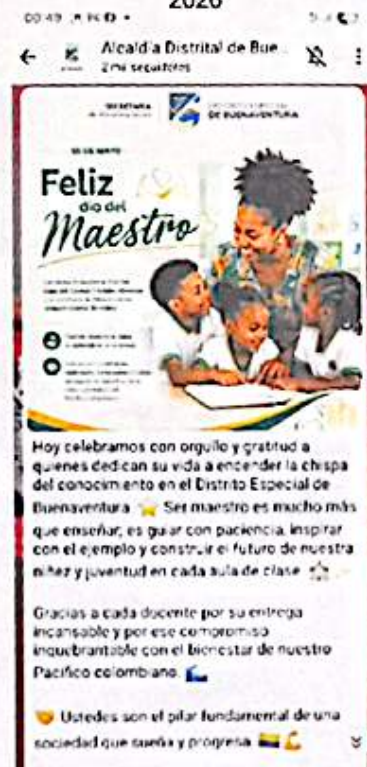 2026
00:49
Alcaldía Distrital de Bue...
2 mil seguidores
SECRETARÍA
DE BUENAVENTURA
Feliz
día del
Maestro
Hoy celebramos con orgullo y gratitud a
quienes dedican su vida a encender la chispa
del conocimiento en el Distrito Especial de
Buenaventura. ⭐ Ser maestro es mucho más
que enseñar, es guiar con paciencia, inspirar
con el ejemplo y construir el futuro de nuestra
niñez y juventud en cada aula de clase.
Gracias a cada docente por su entrega
incansable y por ese compromiso
inquebrantable con el bienestar de nuestro
Pacífico colombiano.
Ustedes son el pilar fundamental de una
sociedad que sueña y progresa.